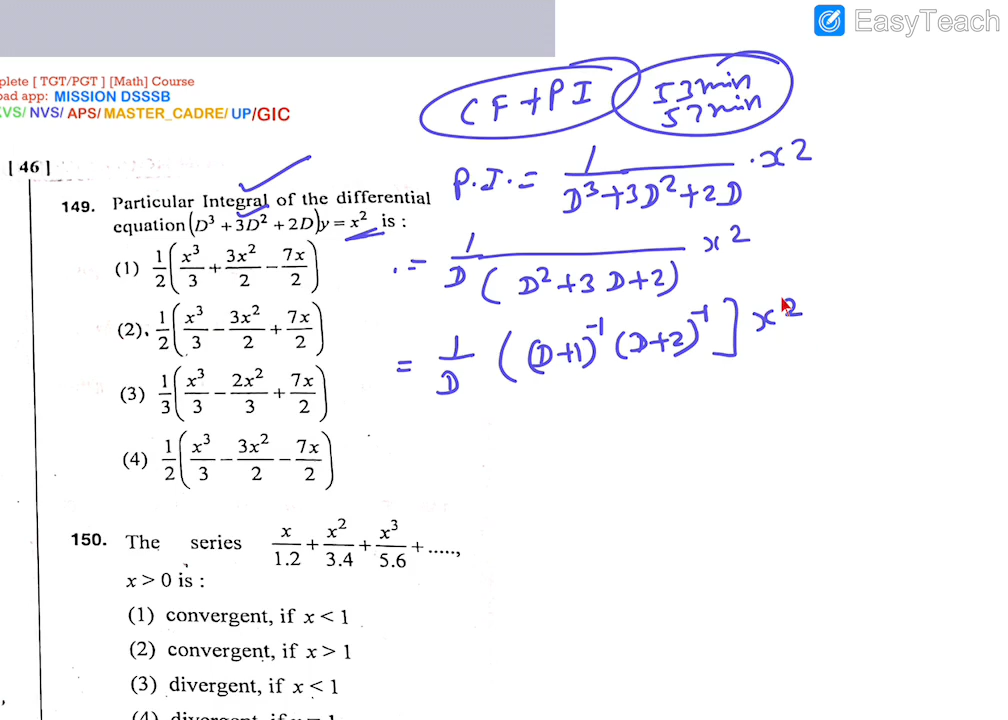 EasyTeach
plete [ TGT/PGT ] [Math] Course
oad app: MISSION DSSSB
KVS/ NVS/ APS/ MASTER_CADRE/ UP/GIC
CF + PI
53 min
57 min
[ 46 ]
149. Particular Integral of the differential
equation (D³ + 3D² + 2D)y = x² is :
(1) 1/2 (x³/3 + 3x²/2 − 7x/2)
(2) 1/2 (x³/3 − 3x²/2 + 7x/2)
(3) 1/3 (x³/3 − 2x²/3 + 7x/2)
(4) 1/2 (x³/3 − 3x²/2 − 7x/2)
P.I. = 1/(D³+3D²+2D) · x²
= 1/(D (D²+3D+2)) x²
= 1/D ( (D+1)⁻¹ (D+2)⁻¹ ] x²
150. The series x/1.2 + x²/3.4 + x³/5.6 + .....,
x > 0 is :
(1) convergent, if x < 1
(2) convergent, if x > 1
(3) divergent, if x < 1